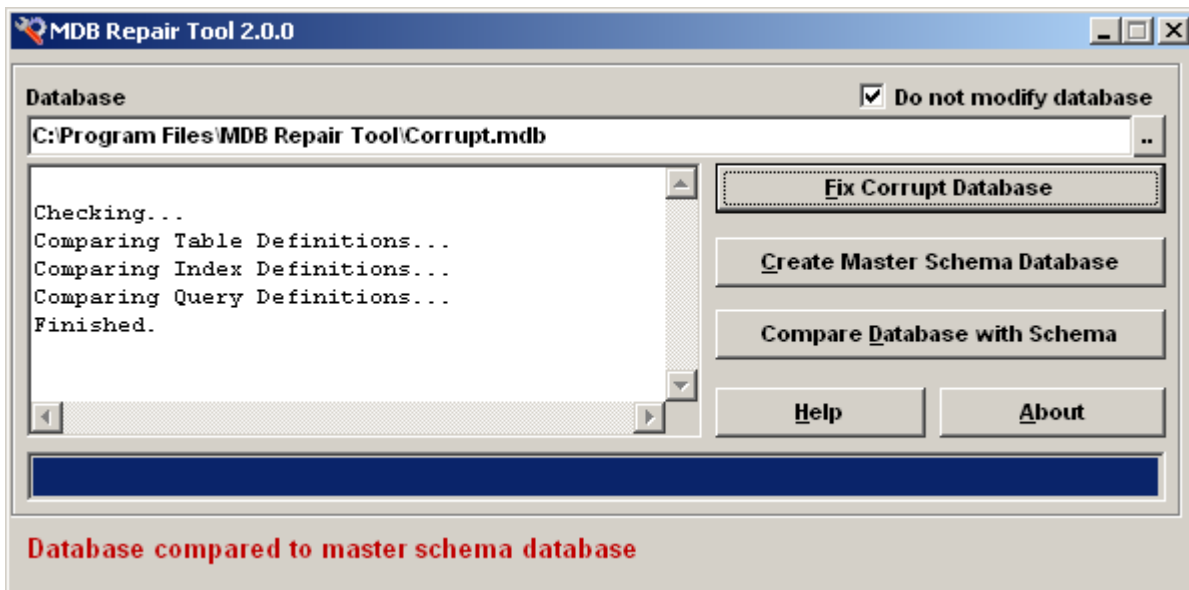 MDB Repair Tool 2.0.0
Database
Do not modify database
C:\Program Files\MDB Repair Tool\Corrupt.mdb
..
Checking...
Comparing Table Definitions...
Comparing Index Definitions...
Comparing Query Definitions...
Finished.
Fix Corrupt Database
Create Master Schema Database
Compare Database with Schema
Help
About
Database compared to master schema database